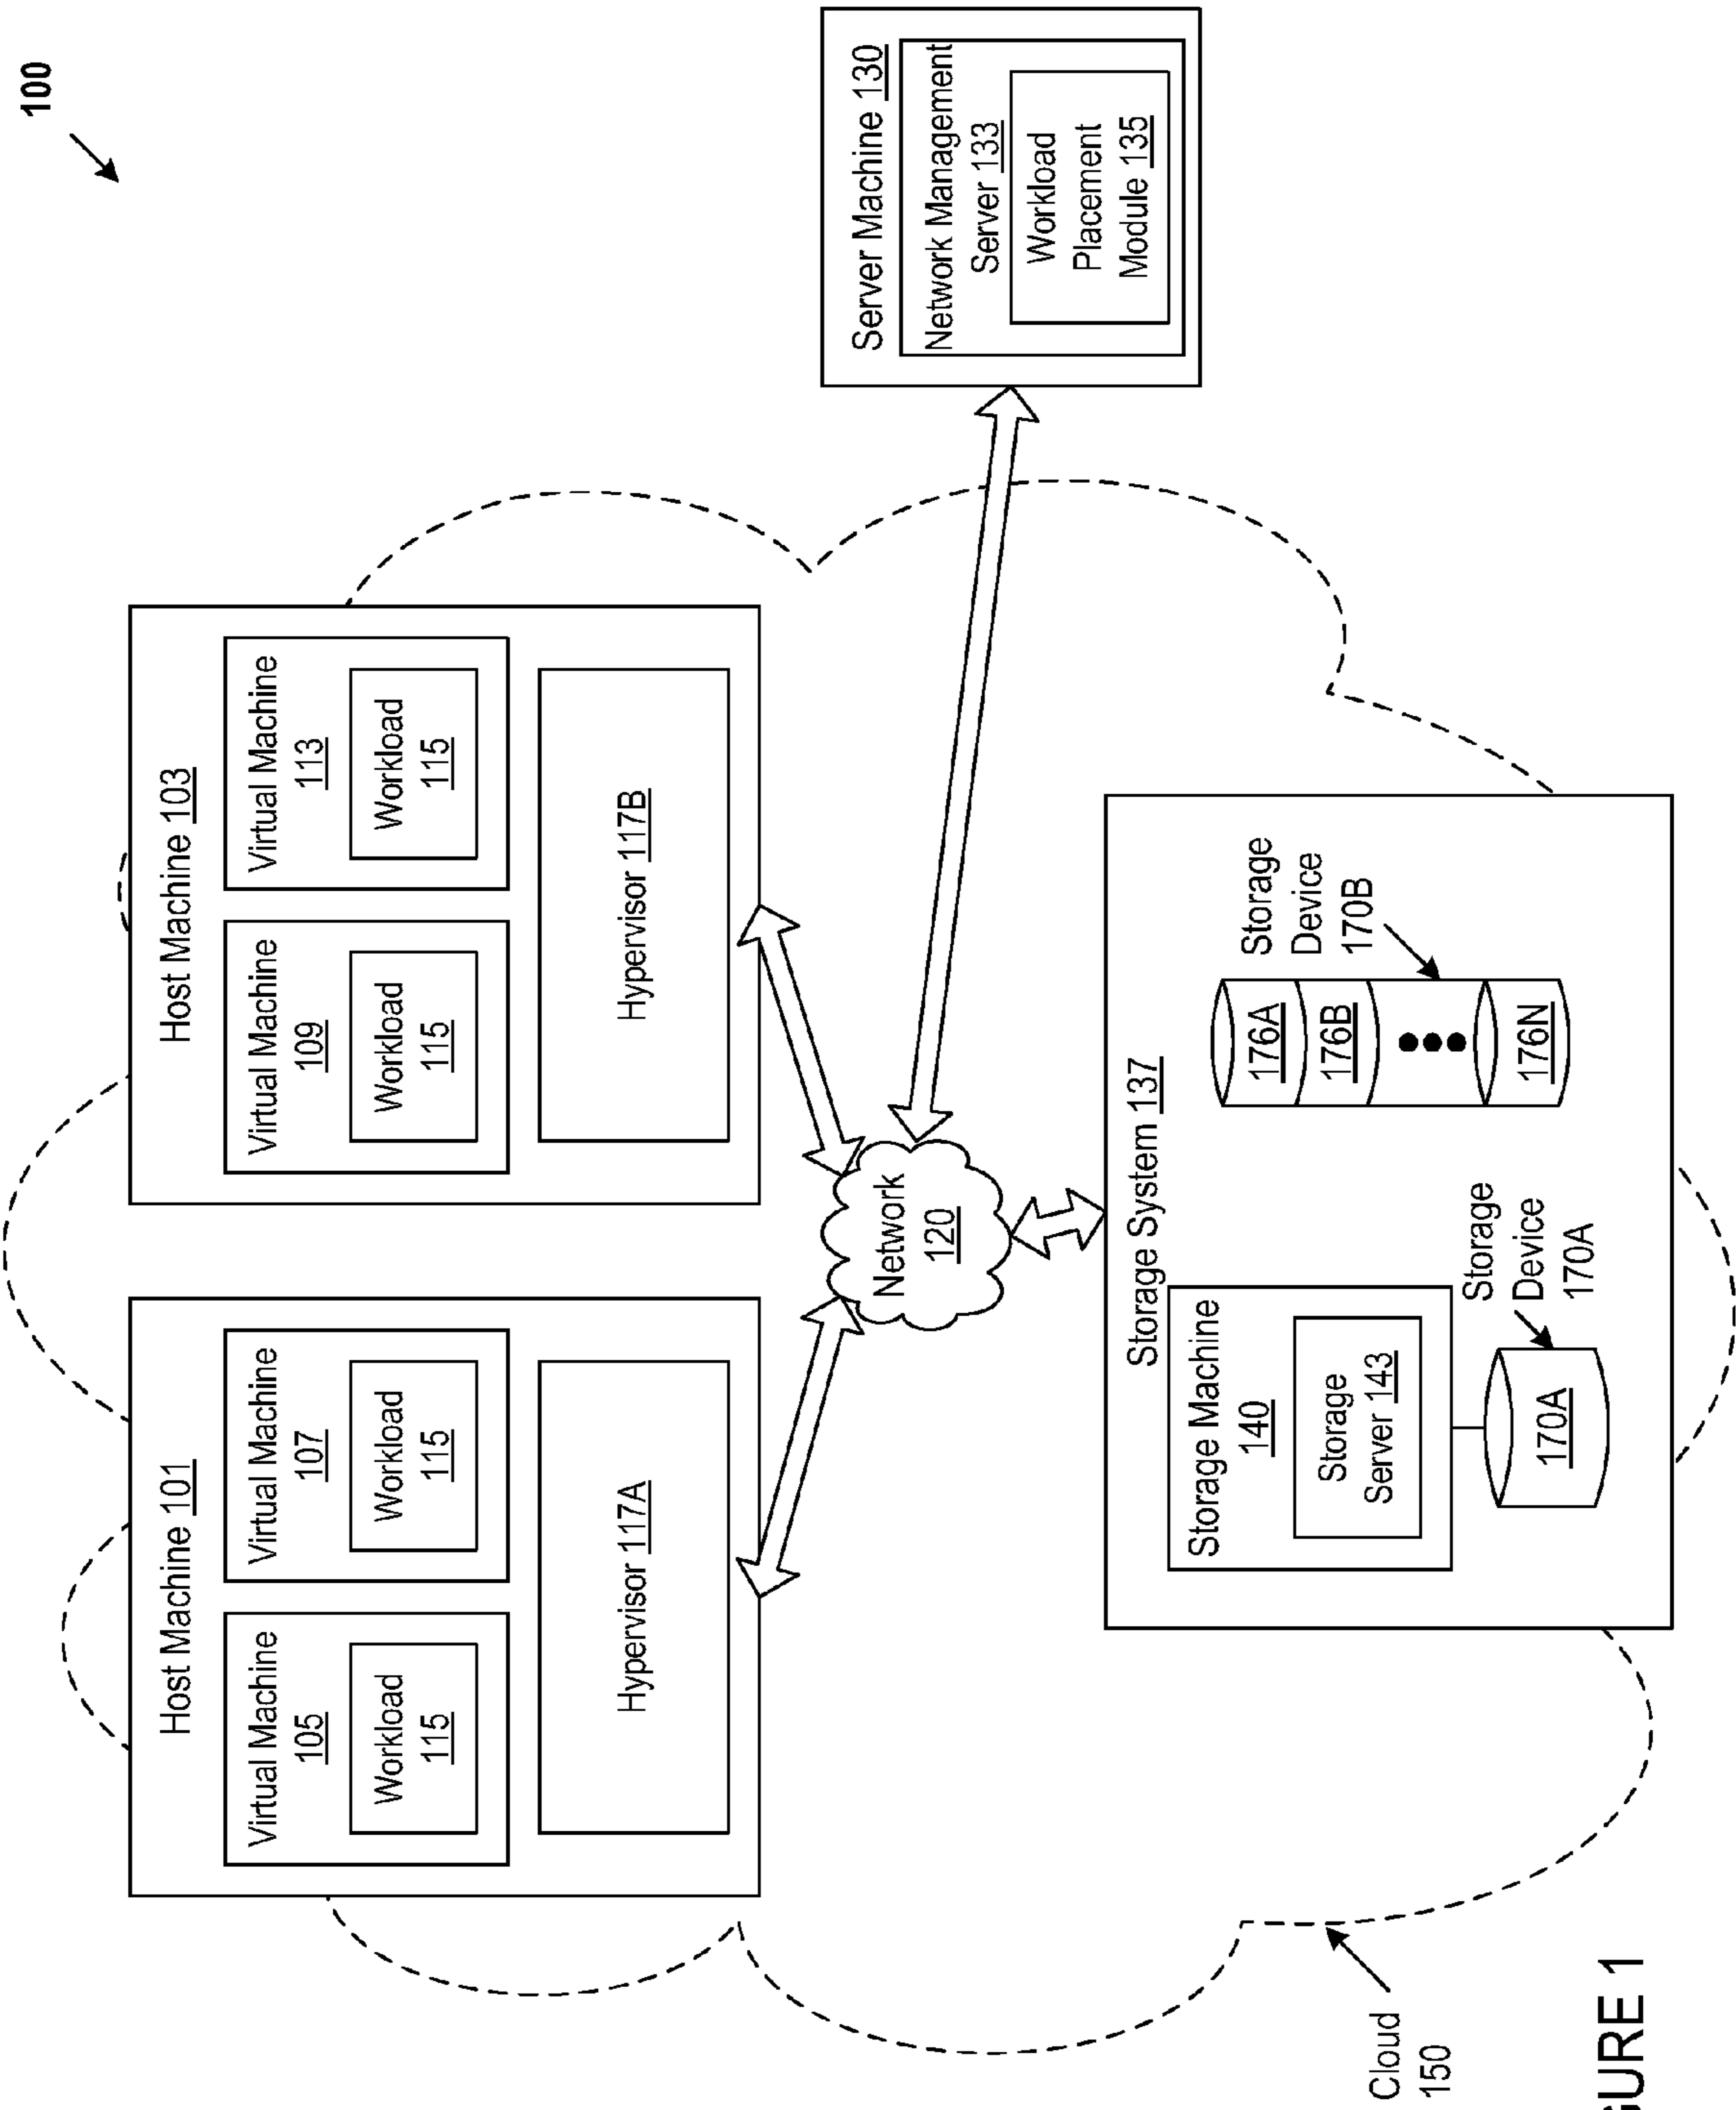 100
Host Machine 101
Virtual Machine
105
Workload
115
Virtual Machine
107
Workload
115
Hypervisor 117A
Host Machine 103
Virtual Machine
109
Workload
115
Virtual Machine
113
Workload
115
Hypervisor 117B
Network
120
Server Machine 130
Network Management
Server 133
Workload
Placement
Module 135
Storage System 137
Storage Machine
140
Storage
Server 143
170A
Storage
Device
170A
176A
176B
176N
Storage
Device
170B
Cloud
150
GURE 1